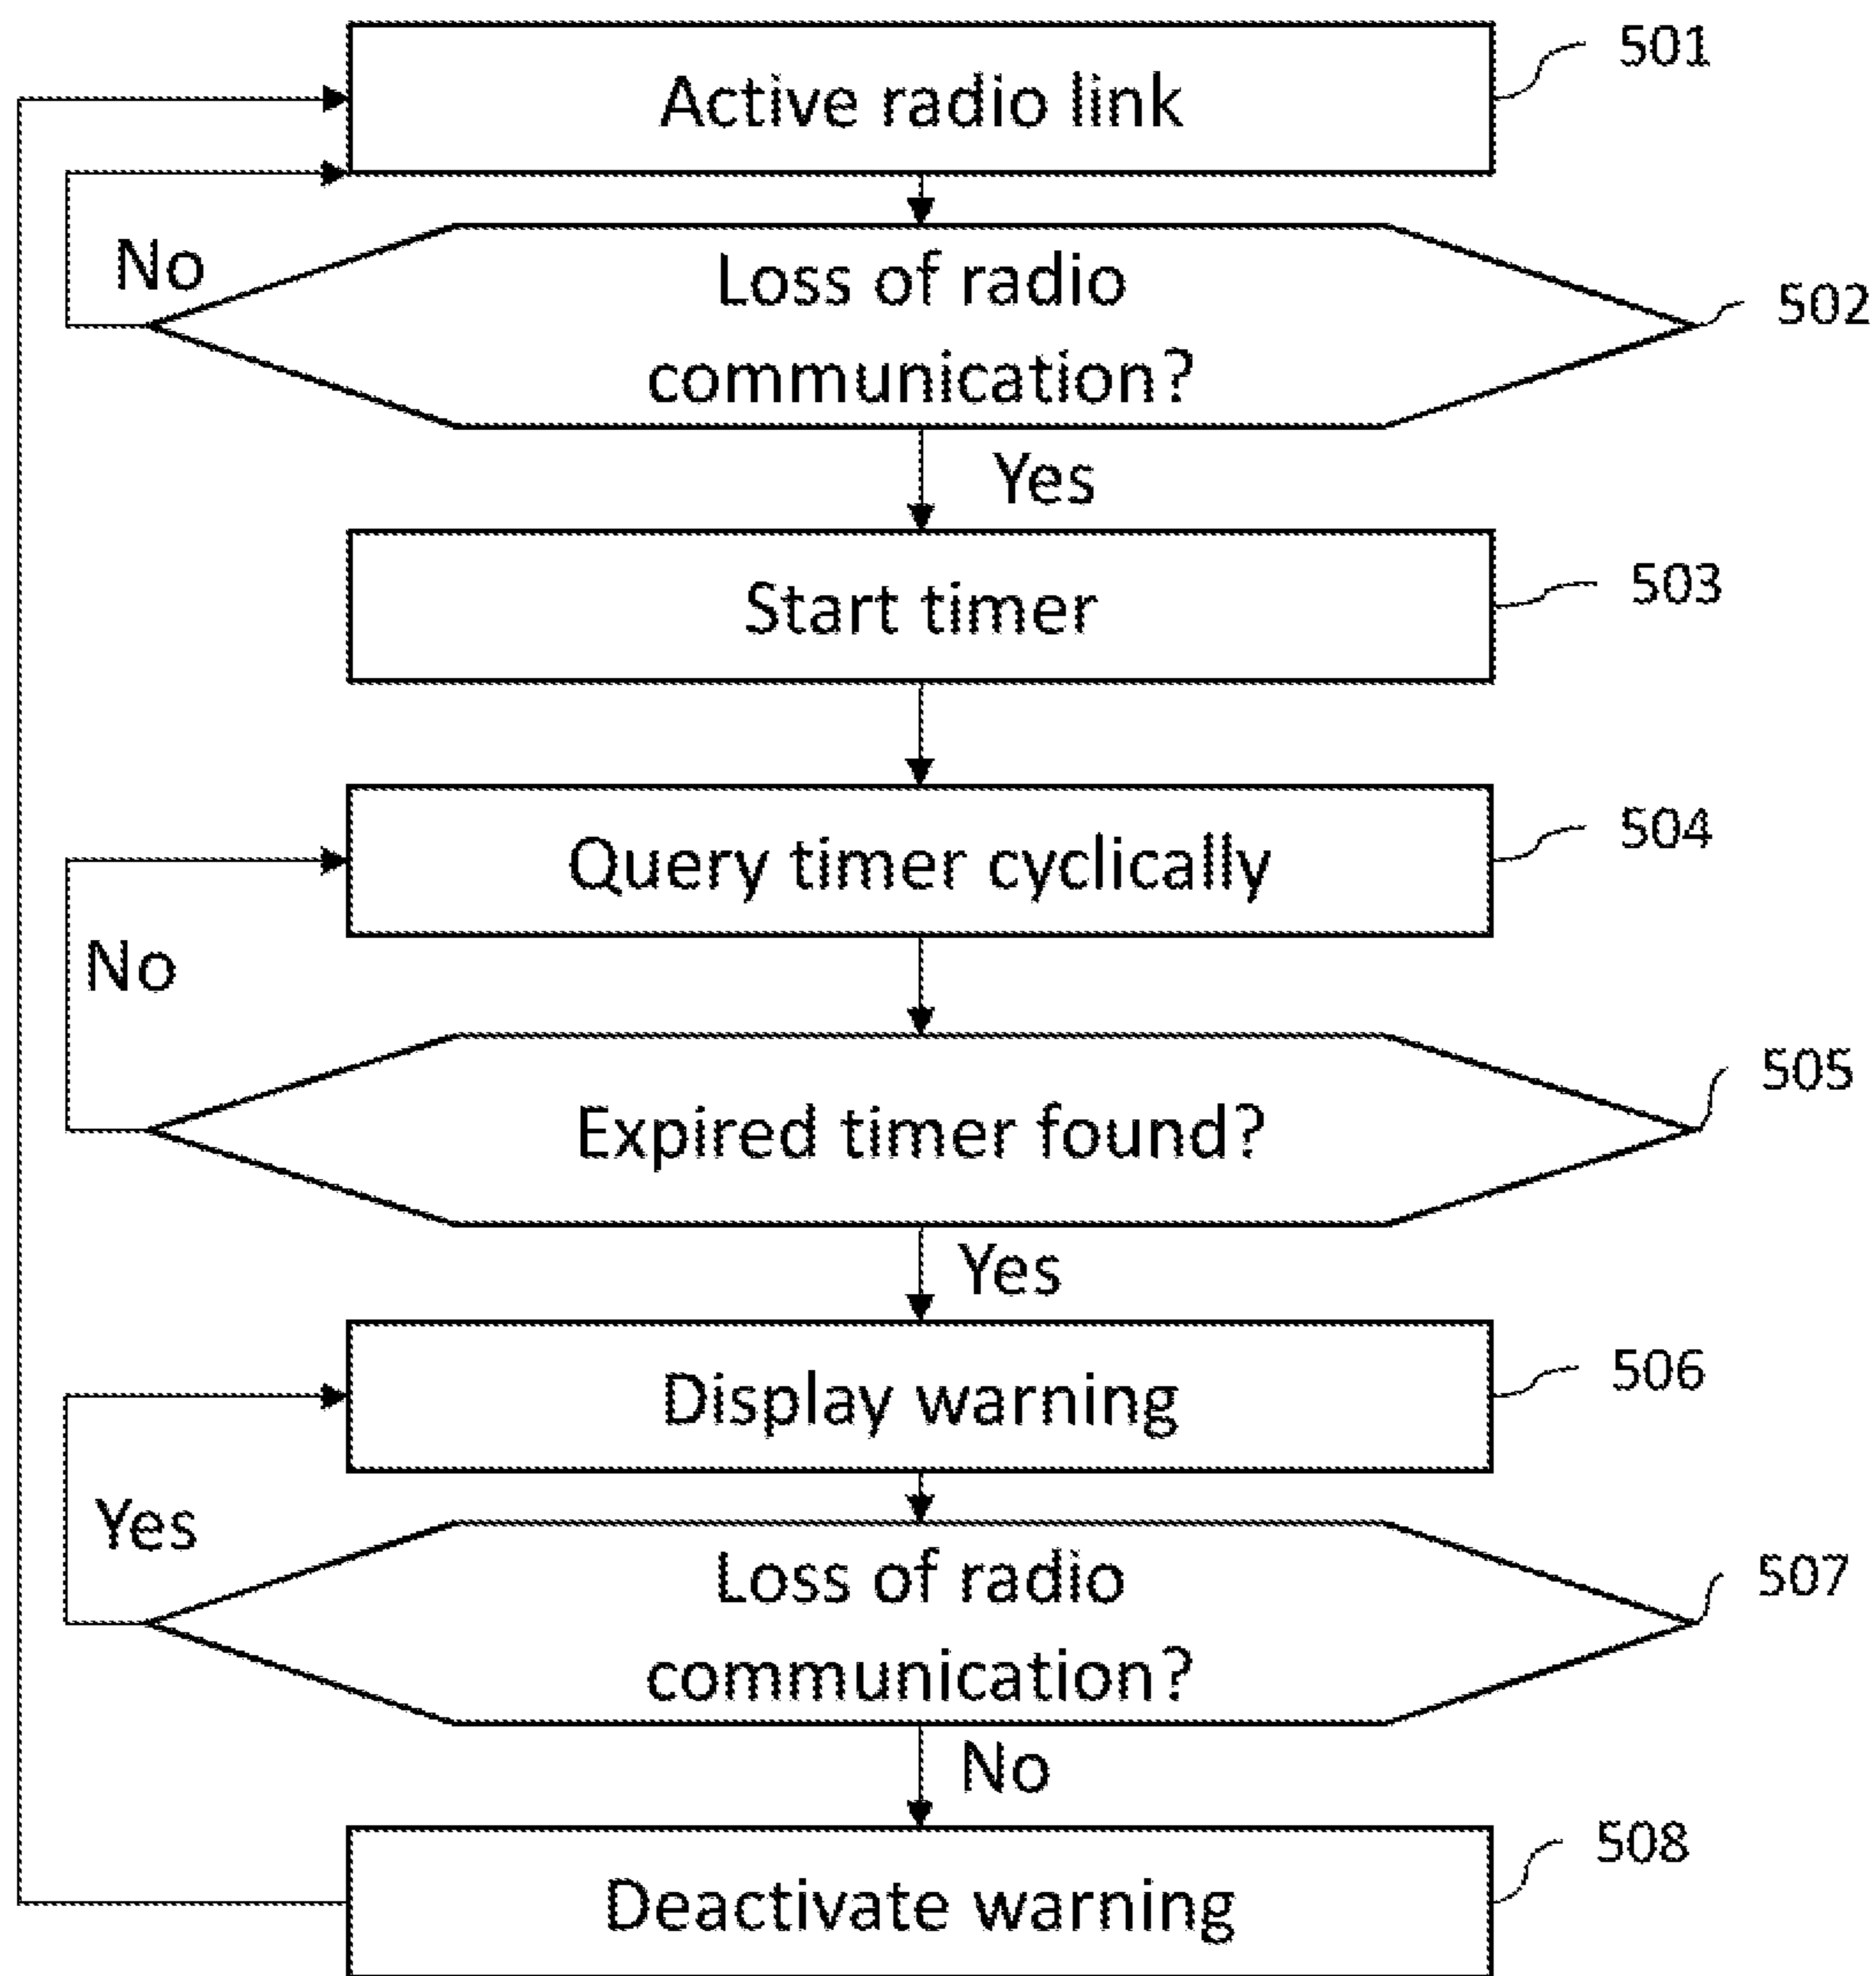 501
Active radio link
No
Loss of radio
communication?
502
Yes
Start timer
503
Query timer cyclically
504
No
Expired timer found?
505
Yes
Display warning
506
Yes
Loss of radio
communication?
507
No
Deactivate warning
508